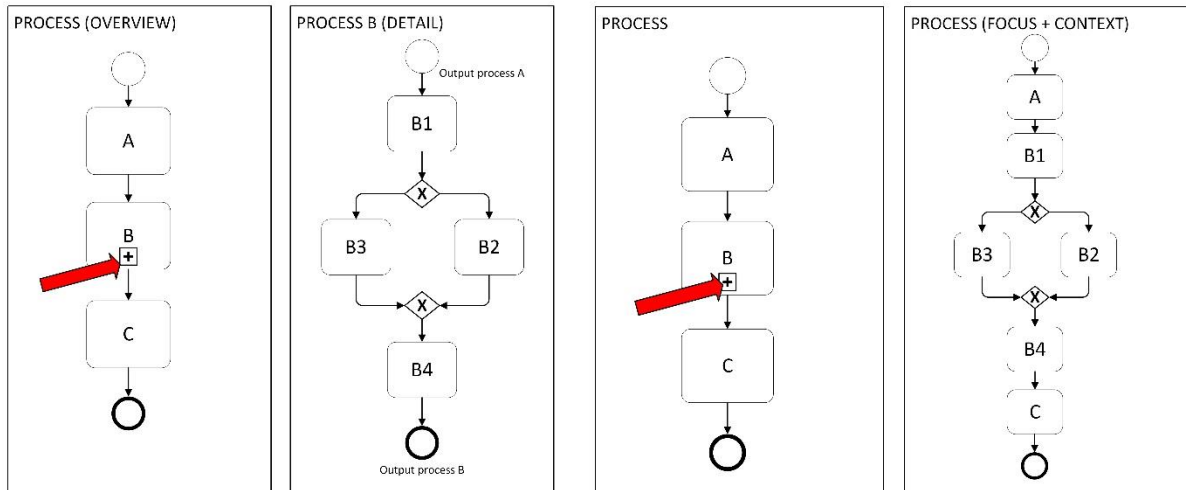 PROCESS (OVERVIEW)
A
B
+
C
PROCESS B (DETAIL)
Output process A
B1
X
B3
B2
X
B4
Output process B
PROCESS
A
B
+
C
PROCESS (FOCUS + CONTEXT)
A
B1
X
B3
B2
X
B4
C